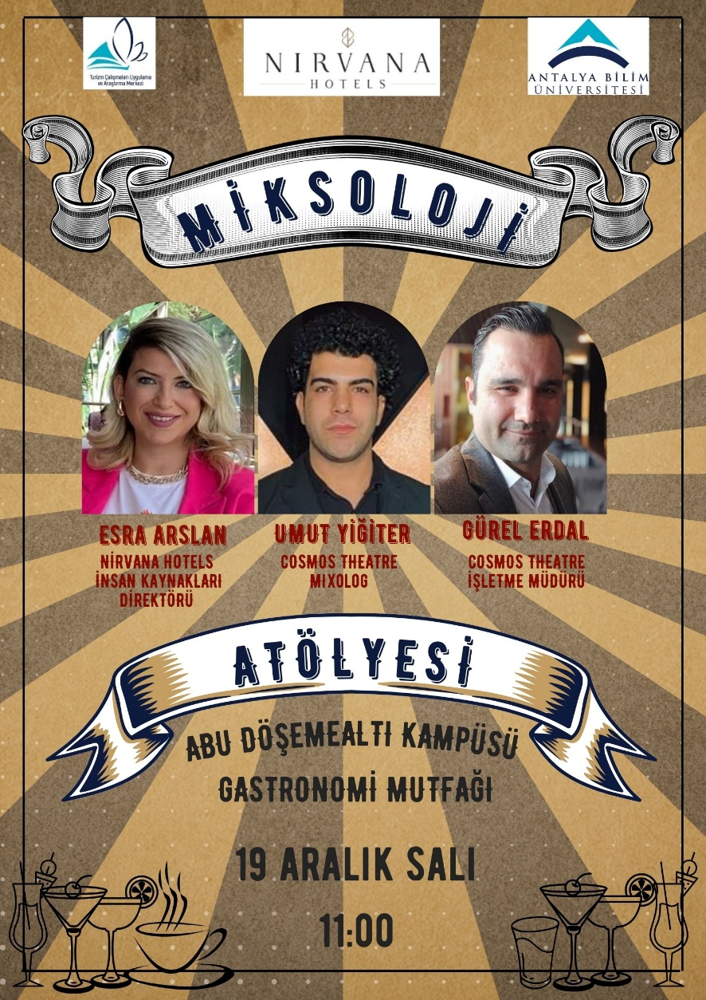 Turizm Çalışmaları Uygulama
ve Araştırma Merkezi
NIRVANA
HOTELS
ANTALYA BİLİM
ÜNİVERSİTESİ
MİKSOLOJİ
ESRA ARSLAN
NİRVANA HOTELS
İNSAN KAYNAKLARI
DİREKTÖRÜ
UMUT YİĞİTER
COSMOS THEATRE
MIXOLOG
GÜREL ERDAL
COSMOS THEATRE
İŞLETME MÜDÜRÜ
ATÖLYESİ
ABU DÖŞEMEALTI KAMPÜSÜ
GASTRONOMİ MUTFAĞI
19 ARALIK SALI
11:00